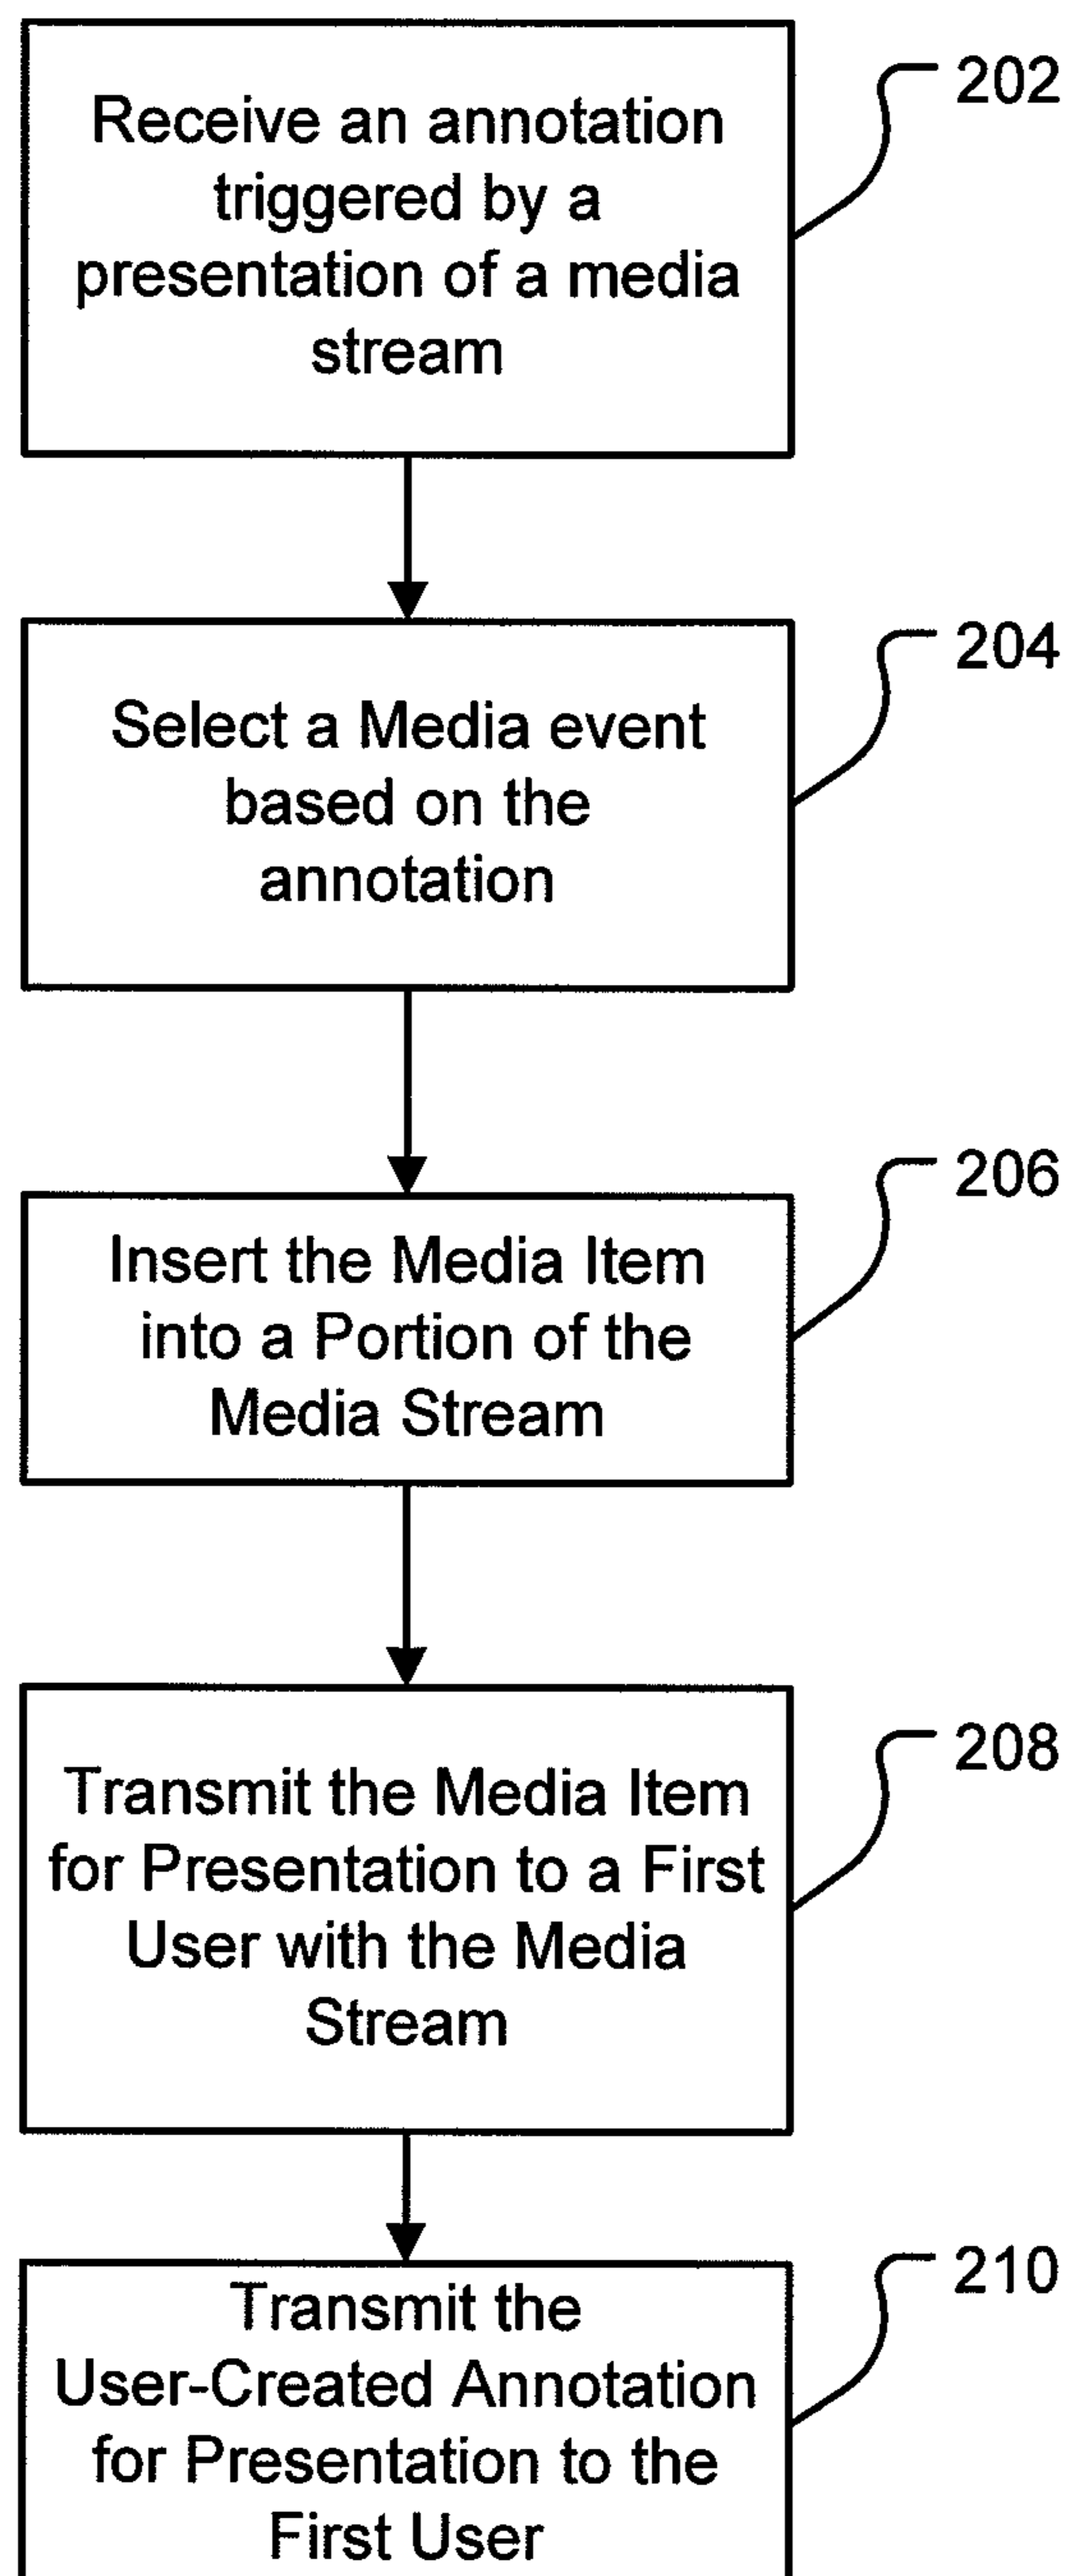 Receive an annotation
triggered by a
presentation of a media
stream
202
Select a Media event
based on the
annotation
204
Insert the Media Item
into a Portion of the
Media Stream
206
Transmit the Media Item
for Presentation to a First
User with the Media
Stream
208
Transmit the
User-Created Annotation
for Presentation to the
First User
210